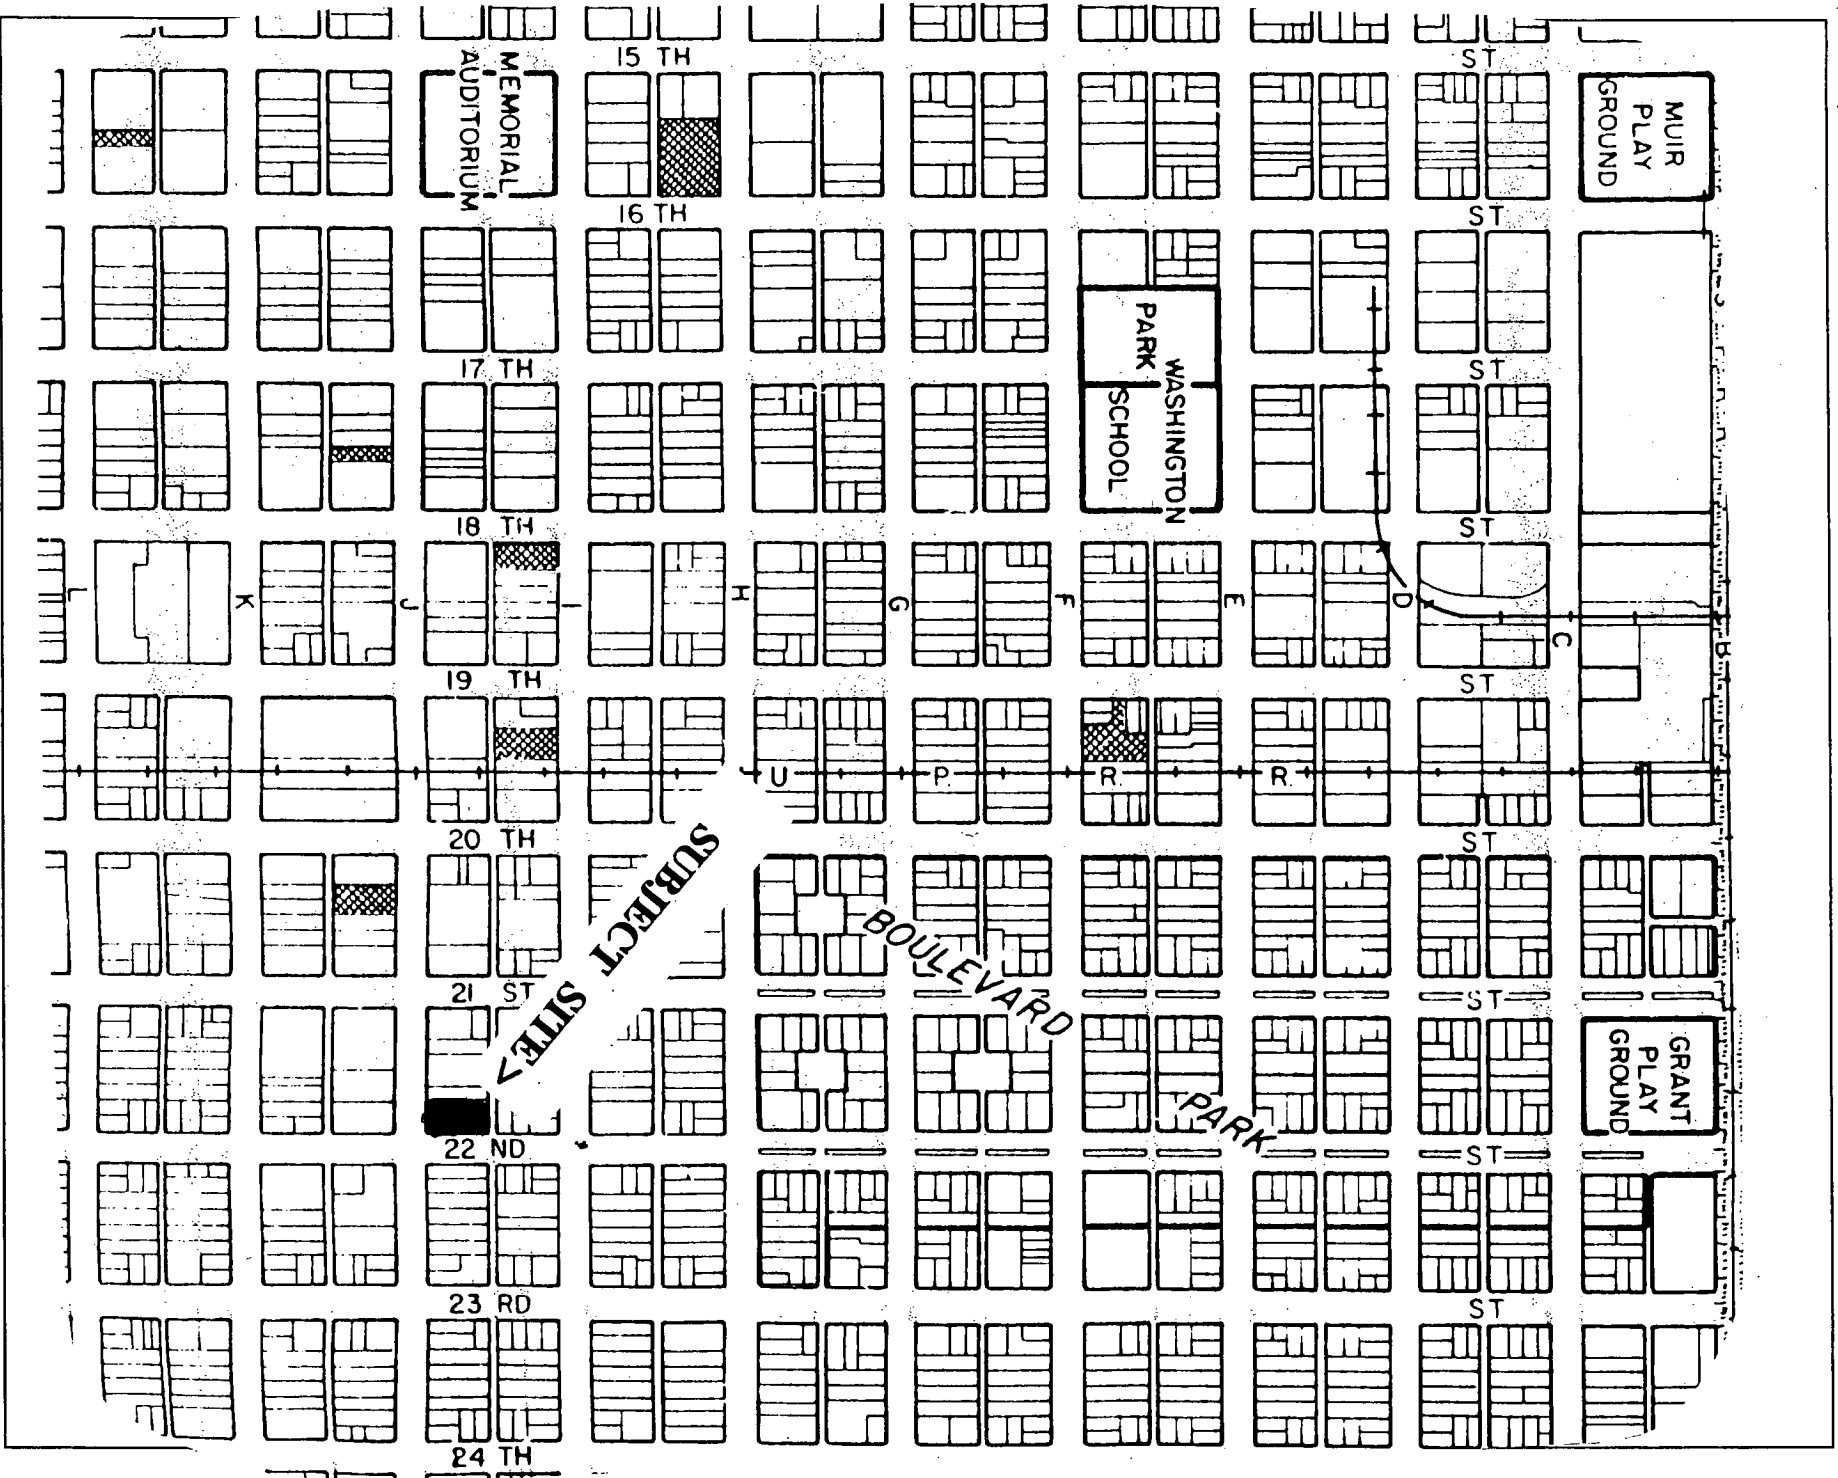 15 TH ST
MEMORIAL
AUDITORIUM
MUIR
PLAY
GROUND
16 TH ST
PARK
WASHINGTON
SCHOOL
17 TH ST
18 TH ST
L K J I H G F E D C B
19 TH ST
U P R R
20 TH ST
SUBJECT SITE
BOULEVARD
PARK
21 ST ST
GRANT
PLAY
GROUND
22 ND ST
23 RD ST
24 TH